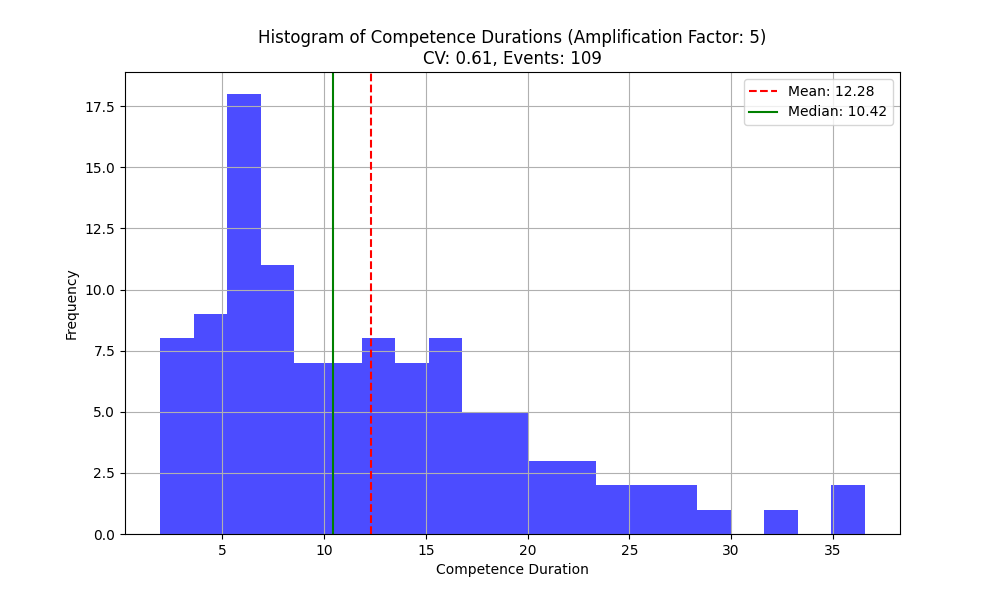 Histogram of Competence Durations (Amplification Factor: 5)
CV: 0.61, Events: 109
Mean: 12.28
Median: 10.42
Frequency
17.5
15.0
12.5
10.0
7.5
5.0
2.5
0.0
5 10 15 20 25 30 35
Competence Duration